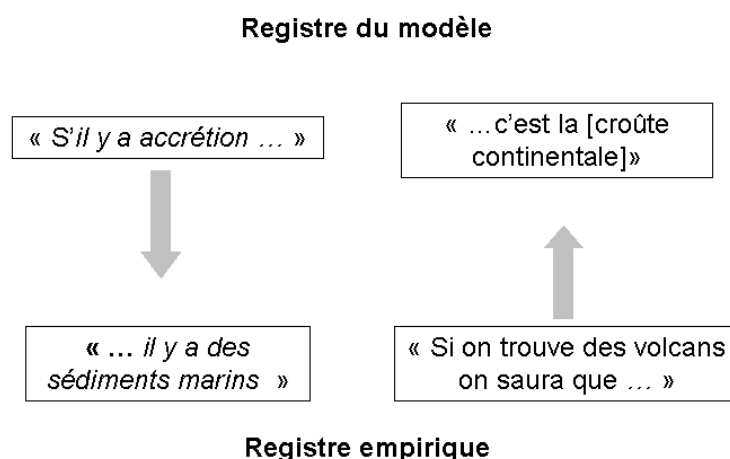 Registre du modèle
« S'il y a accrétion … »
« …c'est la [croûte
continentale]»
« … il y a des
sédiments marins »
« Si on trouve des volcans
on saura que … »
Registre empirique